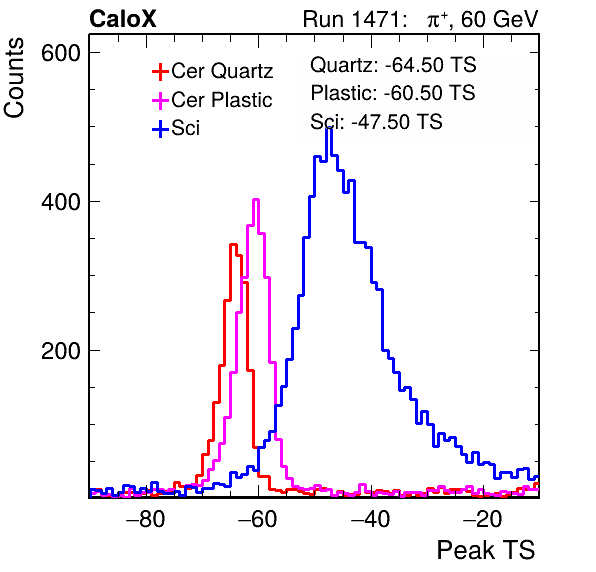 CaloX Run 1471: π⁺, 60 GeV
Counts
600
400
200
Cer Quartz
Cer Plastic
Sci
Quartz: -64.50 TS
Plastic: -60.50 TS
Sci: -47.50 TS
−80 −60 −40 −20
Peak TS